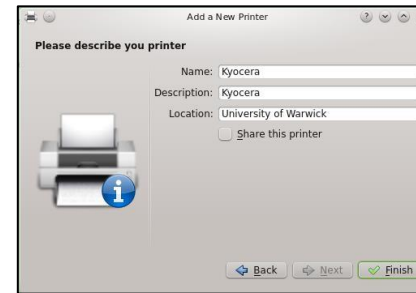 Add a New Printer
Please describe you printer
Name: Kyocera
Description: Kyocera
Location: University of Warwick
Share this printer
Back Next Finish